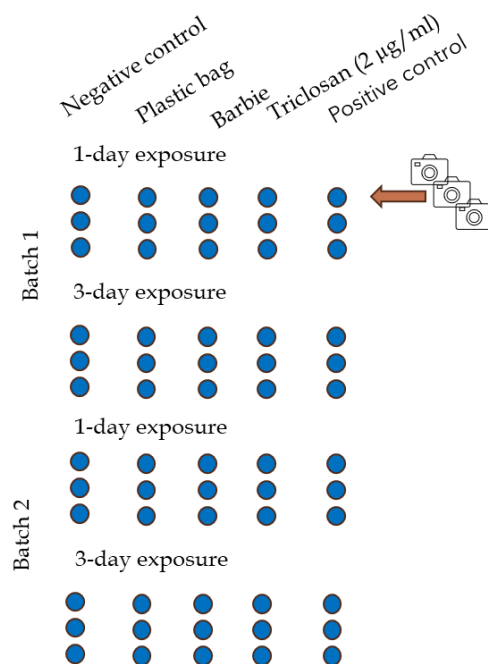 Negative control
Plastic bag
Barbie
Triclosan (2 µg/ml)
Positive control
1-day exposure
Batch 1
3-day exposure
1-day exposure
Batch 2
3-day exposure